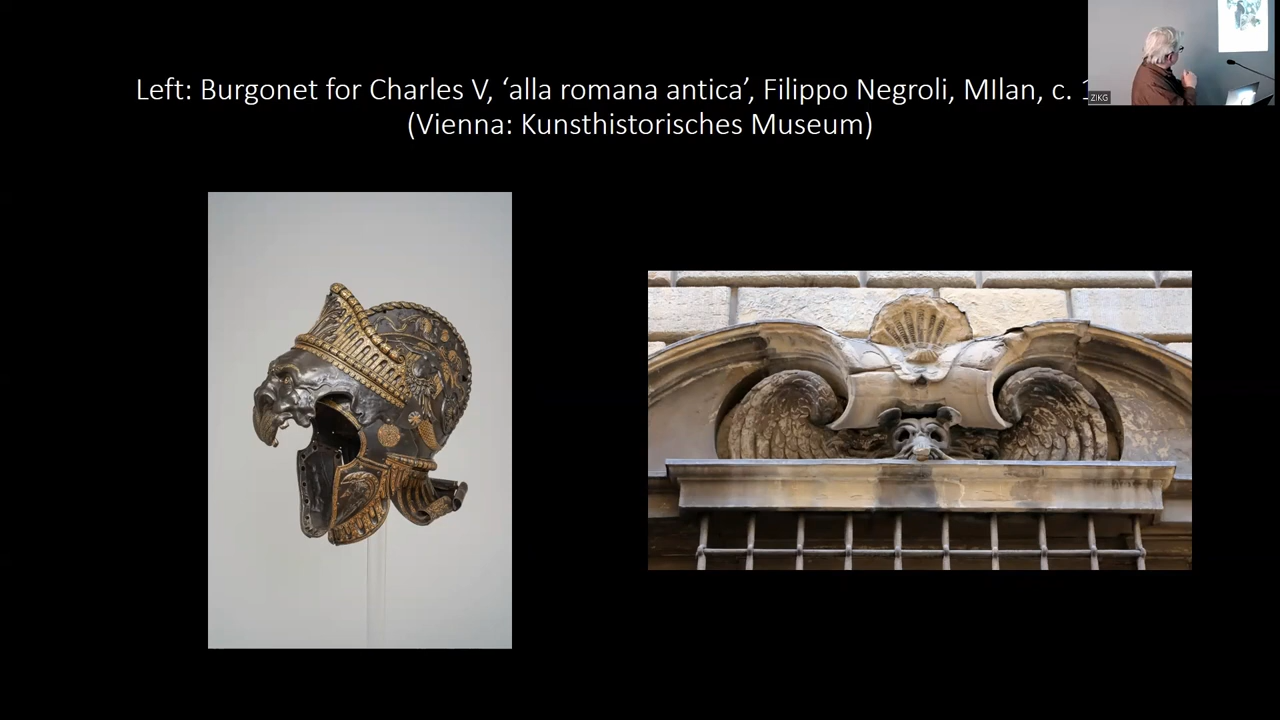 Left: Burgonet for Charles V, ‘alla romana antica’, Filippo Negroli, MIlan, c.
(Vienna: Kunsthistorisches Museum)
ZIKG